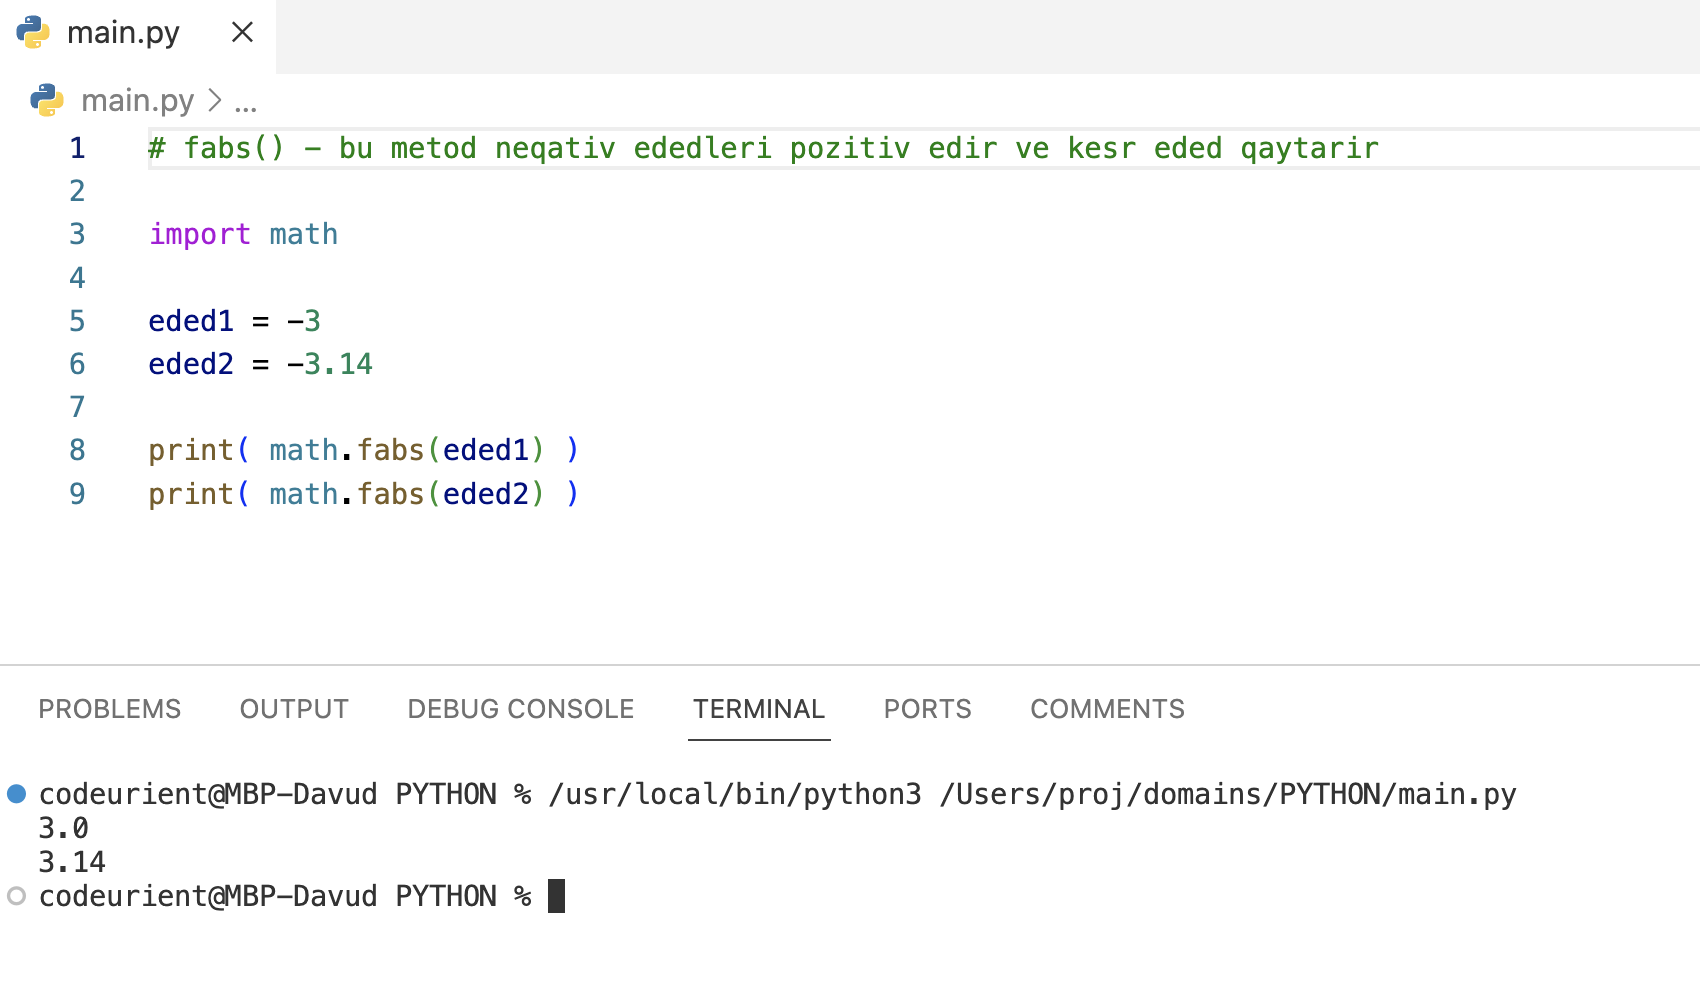 main.py
main.py > ...
1 # fabs() - bu metod neqativ ededleri pozitiv edir ve kesr eded qaytarir
2
3 import math
4
5 eded1 = -3
6 eded2 = -3.14
7
8 print( math.fabs(eded1) )
9 print( math.fabs(eded2) )
PROBLEMS OUTPUT DEBUG CONSOLE TERMINAL PORTS COMMENTS
codeurient@MBP-Davud PYTHON % /usr/local/bin/python3 /Users/proj/domains/PYTHON/main.py
3.0
3.14
codeurient@MBP-Davud PYTHON %